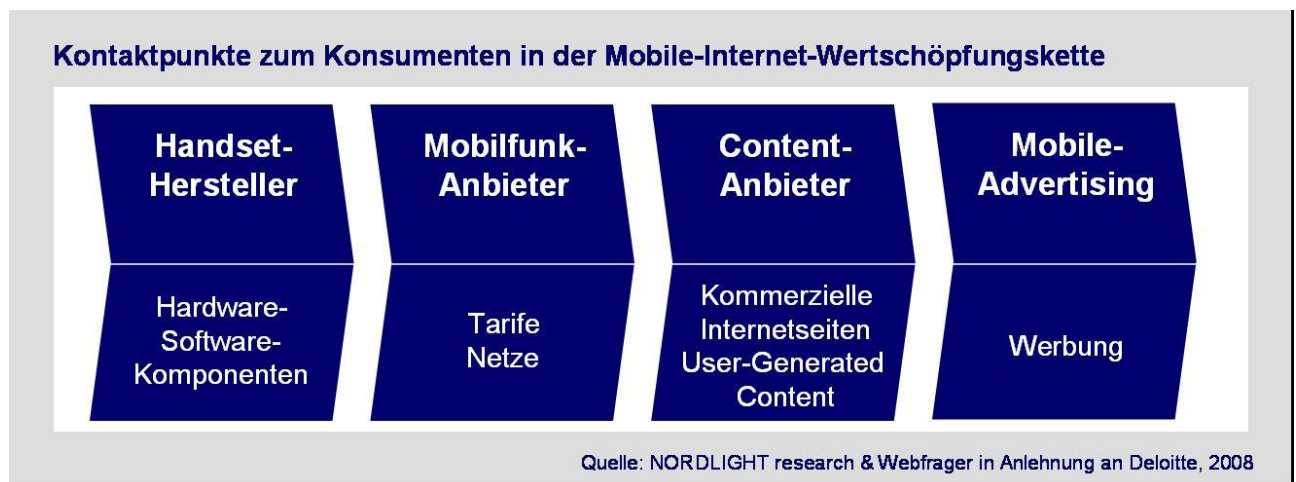 Kontaktpunkte zum Konsumenten in der Mobile-Internet-Wertschöpfungskette
Handset-
Hersteller
Hardware-
Software-
Komponenten
Mobilfunk-
Anbieter
Tarife
Netze
Content-
Anbieter
Kommerzielle
Internetseiten
User-Generated
Content
Mobile-
Advertising
Werbung
Quelle: NORDLIGHT research & Webfrager in Anlehnung an Deloitte, 2008